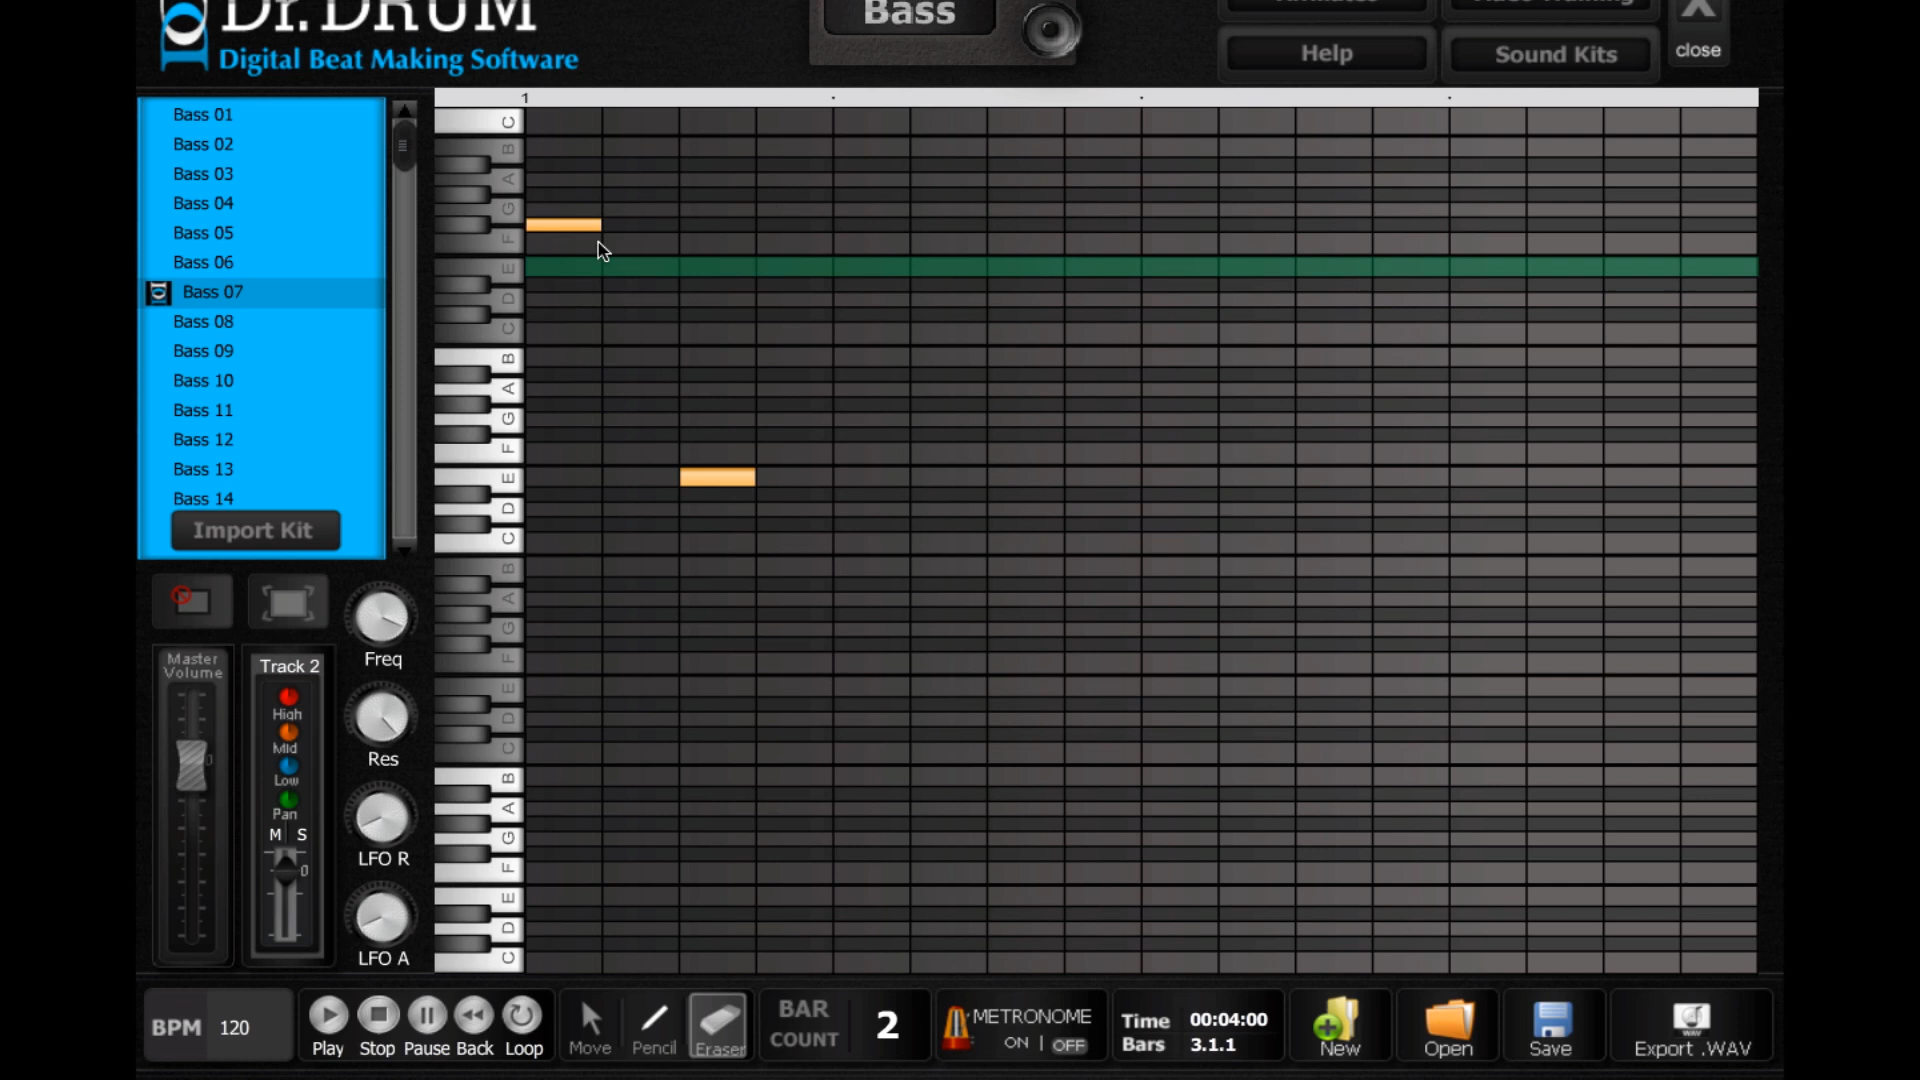 Dr. DRUM
Digital Beat Making Software
Bass
Help
Sound Kits
close
1
Bass 01
Bass 02
Bass 03
Bass 04
Bass 05
Bass 06
Bass 07
Bass 08
Bass 09
Bass 10
Bass 11
Bass 12
Bass 13
Bass 14
Import Kit
C
B
A
G
F
E
D
C
B
A
G
F
E
D
C
B
A
G
F
E
D
C
B
A
G
F
E
D
C
Master
Volume
0
Track 2
High
Mid
Low
Pan
M S
0
Freq
Res
LFO R
LFO A
BPM 120
Play Stop Pause Back Loop
Move Pencil Eraser
BAR
COUNT
2
METRONOME
ON | OFF
Time 00:04:00
Bars 3.1.1
New
Open
Save
WAV
Export .WAV